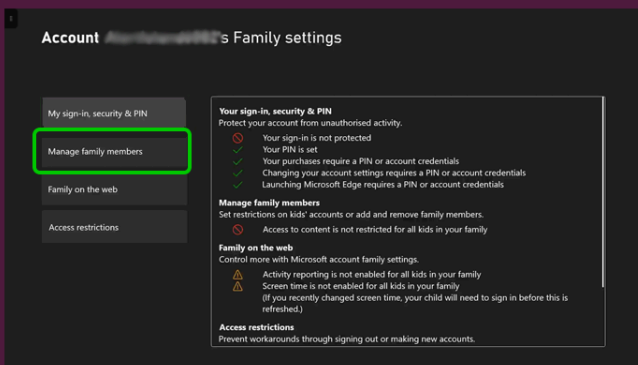 Account 's Family settings
My sign-in, security & PIN
Manage family members
Family on the web
Access restrictions
Your sign-in, security & PIN
Protect your account from unauthorised activity.
Your sign-in is not protected
Your PIN is set
Your purchases require a PIN or account credentials
Changing your account settings requires a PIN or account credentials
Launching Microsoft Edge requires a PIN or account credentials
Manage family members
Set restrictions on kids' accounts or add and remove family members.
Access to content is not restricted for all kids in your family
Family on the web
Control more with Microsoft account family settings.
Activity reporting is not enabled for all kids in your family
Screen time is not enabled for all kids in your family
(If you recently changed screen time, your child will need to sign in before this is
refreshed.)
Access restrictions
Prevent workarounds through signing out or making new accounts.